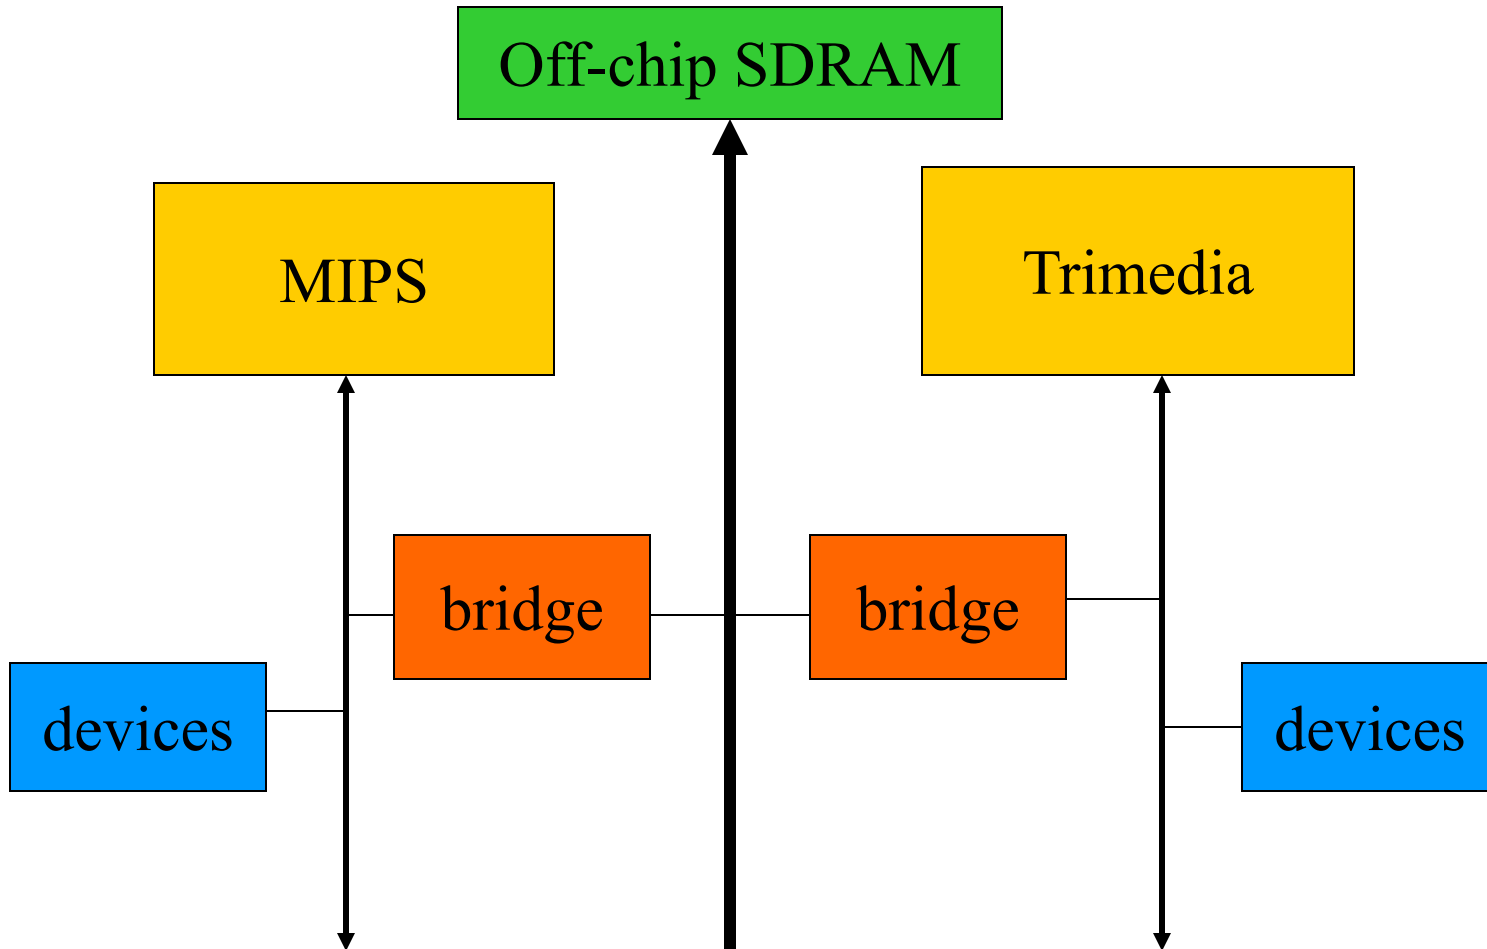 Off-chip SDRAM
MIPS
Trimedia
bridge
bridge
devices
devices